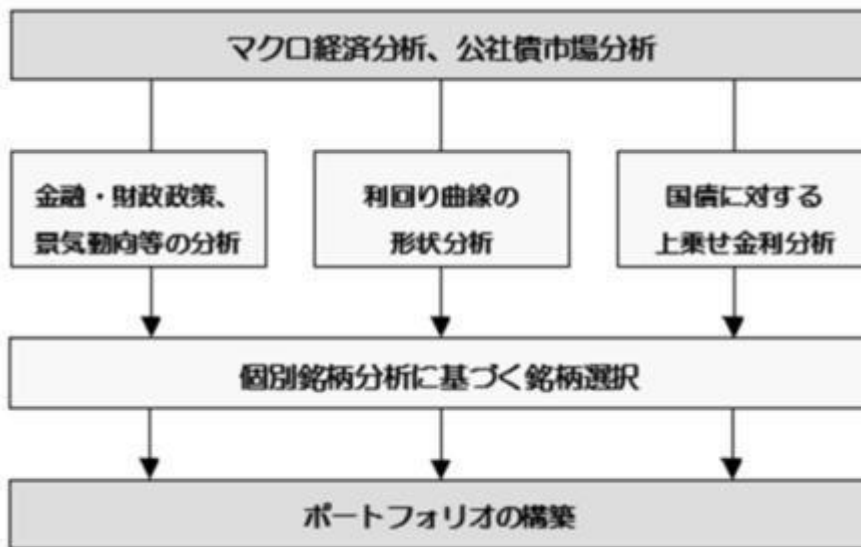 マクロ経済分析、公社債市場分析
金融・財政政策、
景気動向等の分析
利回り曲線の
形状分析
国債に対する
上乗せ金利分析
個別銘柄分析に基づく銘柄選択
ポートフォリオの構築